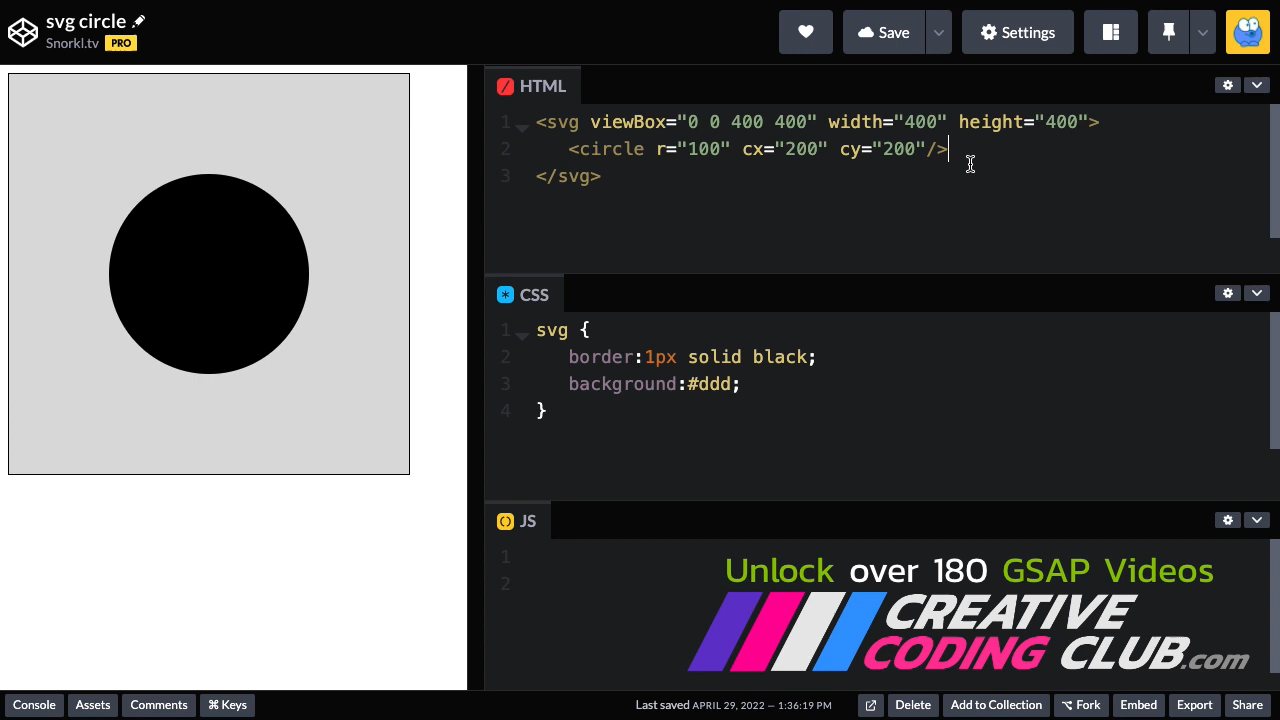 svg circle
Snorkl.tv PRO
Save
Settings
HTML
1 <svg viewBox="0 0 400 400" width="400" height="400">
2 <circle r="100" cx="200" cy="200"/>
3 </svg>
CSS
1 svg {
2 border:1px solid black;
3 background:#ddd;
4 }
JS
1
2
Unlock over 180 GSAP Videos
CREATIVE
CODING CLUB.com
Console Assets Comments ⌘ Keys Last saved APRIL 29, 2022 — 1:36:19 PM Delete Add to Collection Fork Embed Export Share